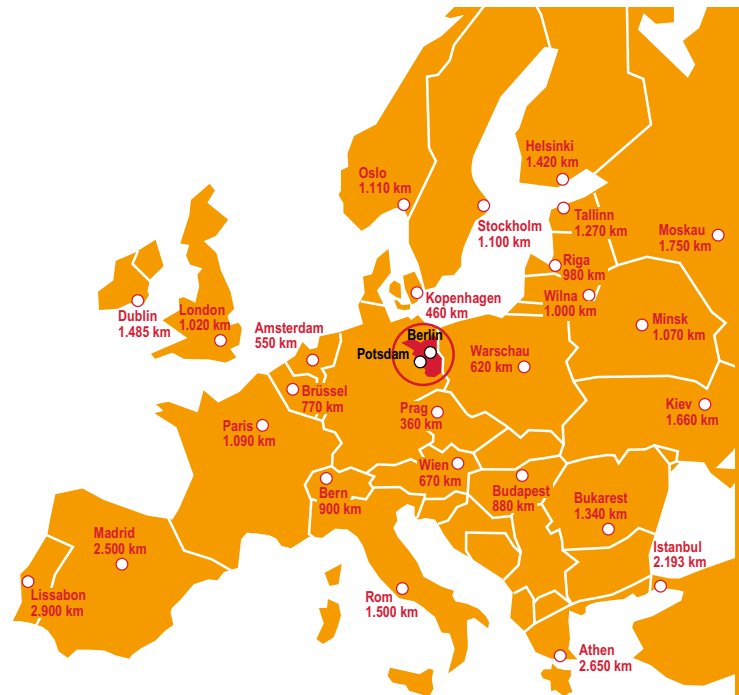 Helsinki
1.420 km
Oslo
1.110 km
Tallinn
1.270 km
Stockholm
1.100 km
Moskau
1.750 km
Riga
980 km
Kopenhagen
460 km
Wilna
1.000 km
Dublin
1.485 km
London
1.020 km
Minsk
1.070 km
Amsterdam
550 km
Berlin
Potsdam
Warschau
620 km
Brüssel
770 km
Prag
360 km
Kiev
1.660 km
Paris
1.090 km
Wien
670 km
Bern
900 km
Budapest
880 km
Bukarest
1.340 km
Madrid
2.500 km
Istanbul
2.193 km
Lissabon
2.900 km
Rom
1.500 km
Athen
2.650 km